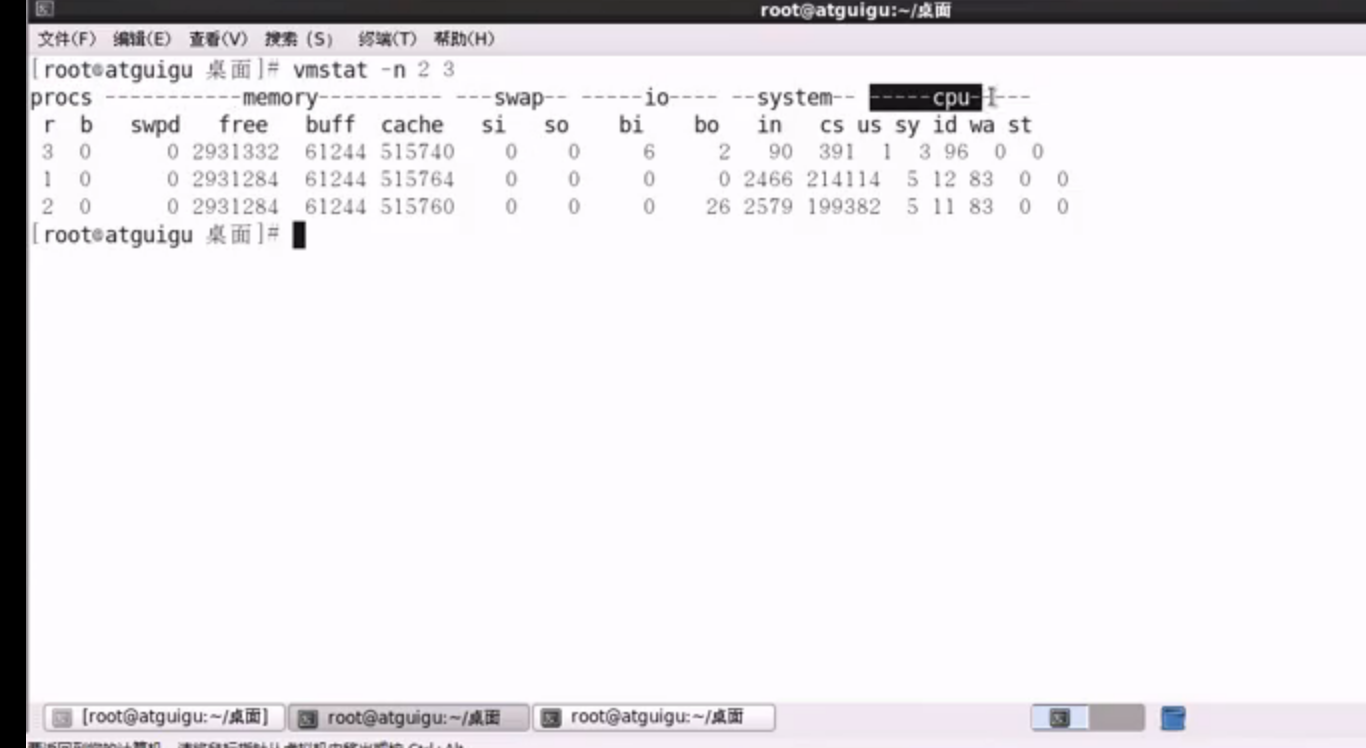 root@atguigu:~/桌面
文件(F) 编辑(E) 查看(V) 搜索 (S) 终端(T) 帮助(H)
[root@atguigu 桌面]# vmstat -n 2 3
procs -----------memory---------- ---swap-- -----io---- --system-- -----cpu-----
r b swpd free buff cache si so bi bo in cs us sy id wa st
3 0 0 2931332 61244 515740 0 0 6 2 90 391 1 3 96 0 0
1 0 0 2931284 61244 515764 0 0 0 0 2466 214114 5 12 83 0 0
2 0 0 2931284 61244 515760 0 0 0 26 2579 199382 5 11 83 0 0
[root@atguigu 桌面]#
[root@atguigu:~/桌面] root@atguigu:~/桌面 root@atguigu:~/桌面